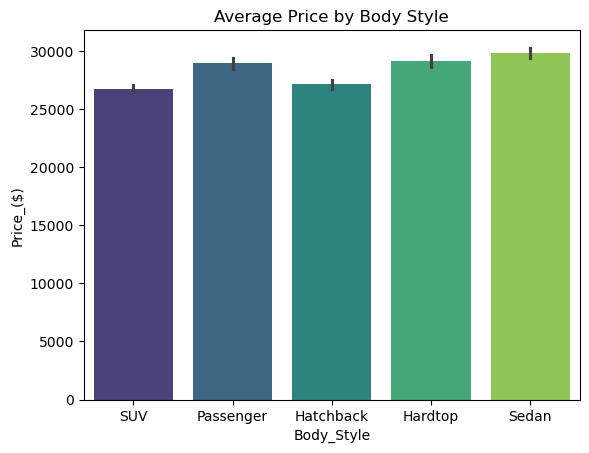 Average Price by Body Style
30000
25000
20000
15000
10000
5000
0
Price_($)
SUV Passenger Hatchback Hardtop Sedan
Body_Style